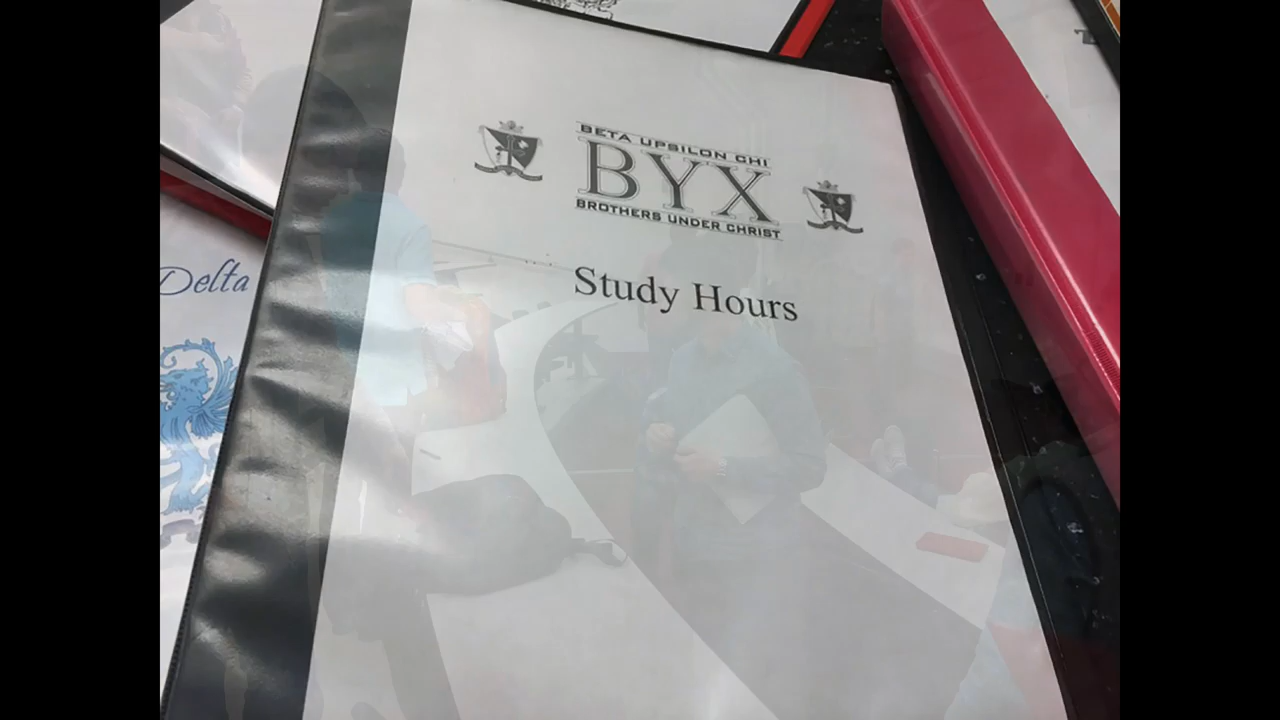 BETA UPSILON CHI
BYX
BROTHERS UNDER CHRIST
Study Hours
Delta